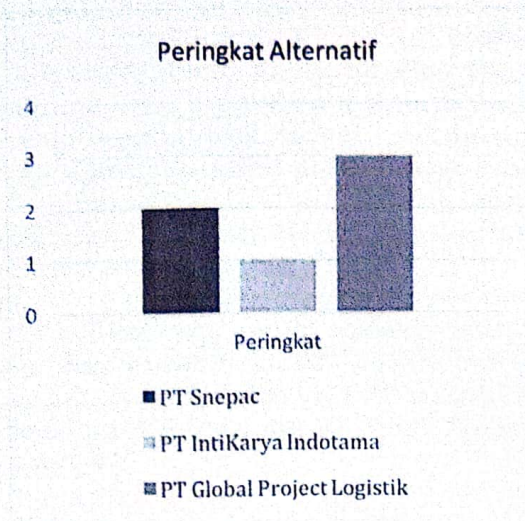 Peringkat Alternatif
4
3
2
1
0
Peringkat
PT Snepac
PT IntiKarya Indotama
PT Global Project Logistik